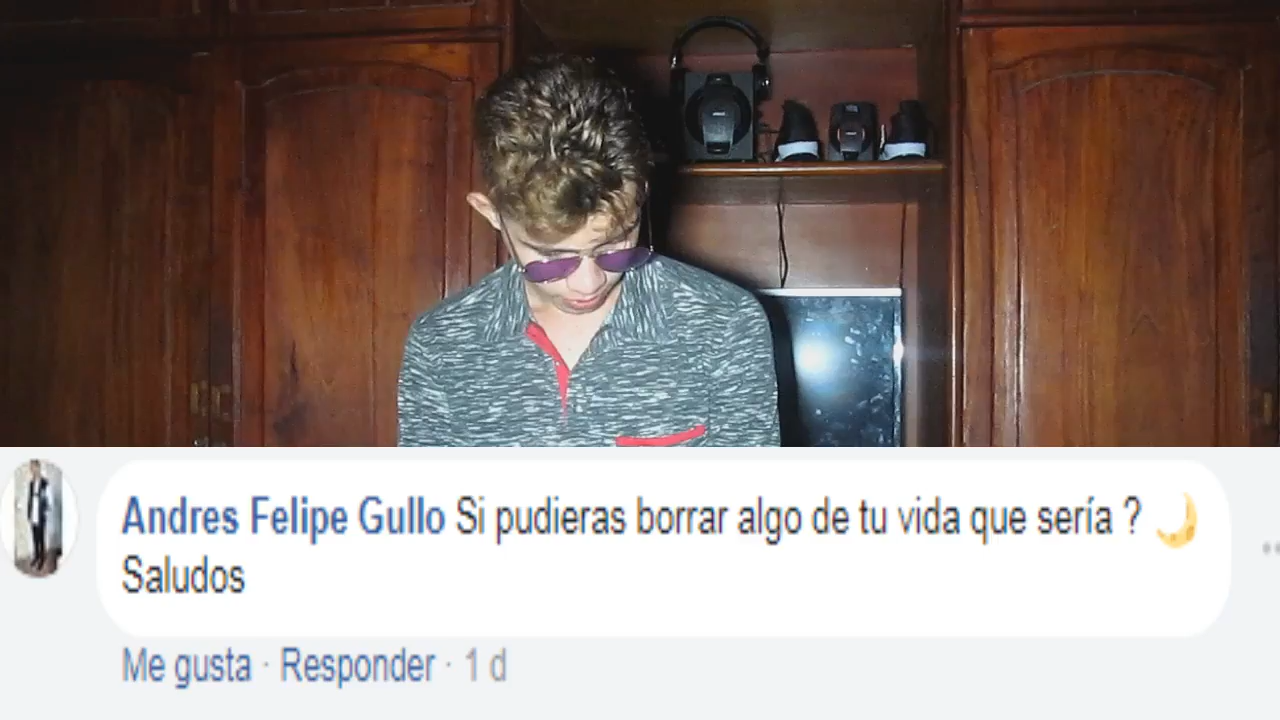 Andres Felipe Gullo Si pudieras borrar algo de tu vida que sería ? 🌙
Saludos
Me gusta · Responder · 1 d